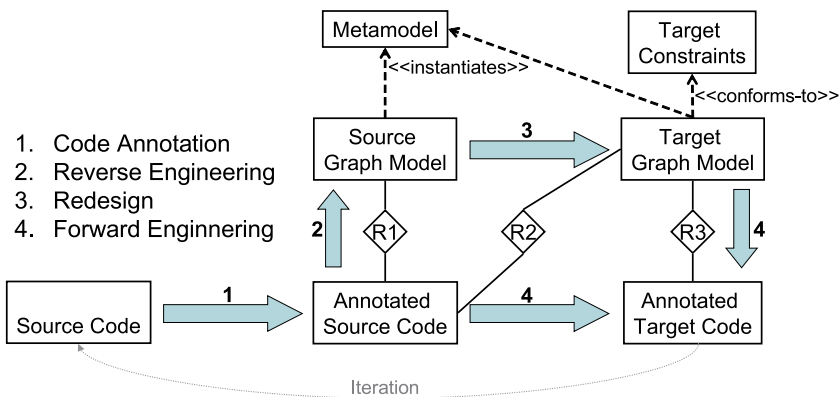 Metamodel
Target
Constraints
<<instantiates>>
<<conforms-to>>
1. Code Annotation
2. Reverse Engineering
3. Redesign
4. Forward Enginnering
Source
Graph Model
3
Target
Graph Model
2
R1
R2
R3
4
Source Code
1
Annotated
Source Code
4
Annotated
Target Code
Iteration